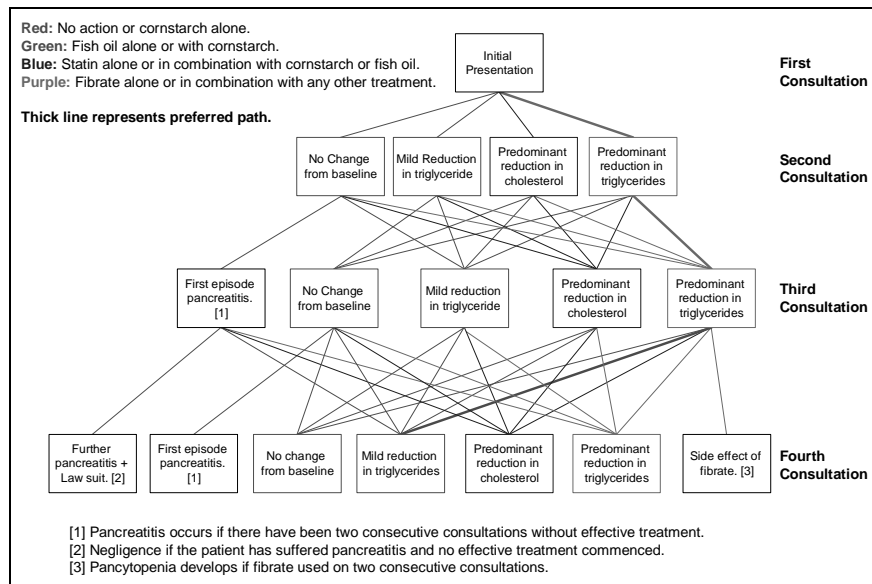 Red: No action or cornstarch alone.
Green: Fish oil alone or with cornstarch.
Blue: Statin alone or in combination with cornstarch or fish oil.
Purple: Fibrate alone or in combination with any other treatment.
Thick line represents preferred path.
Initial
Presentation
First
Consultation
No Change
from baseline
Mild Reduction
in triglyceride
Predominant
reduction in
cholesterol
Predominant
reduction in
triglycerides
Second
Consultation
First episode
pancreatitis.
[1]
No Change
from baseline
Mild reduction
in triglyceride
Predominant
reduction in
cholesterol
Predominant
reduction in
triglycerides
Third
Consultation
Further
pancreatitis +
Law suit. [2]
First episode
pancreatitis.
[1]
No change
from baseline
Mild reduction
in triglycerides
Predominant
reduction in
cholesterol
Predominant
reduction in
triglycerides
Side effect of
fibrate. [3]
Fourth
Consultation
[1] Pancreatitis occurs if there have been two consecutive consultations without effective treatment.
[2] Negligence if the patient has suffered pancreatitis and no effective treatment commenced.
[3] Pancytopenia develops if fibrate used on two consecutive consultations.